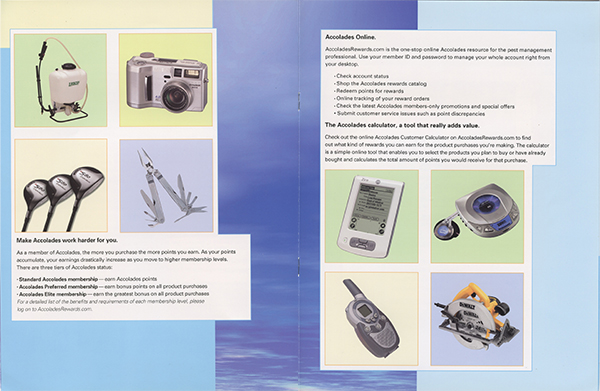 Make Accolades work harder for you.
As a member of Accolades, the more you purchase the more points you earn. As your points
accumulate, your earnings drastically increase as you move to higher membership levels.
There are three tiers of Accolades status:
· Standard Accolades membership — earn Accolades points
· Accolades Preferred membership — earn bonus points on all product purchases
· Accolades Elite membership — earn the greatest bonus on all product purchases
For a detailed list of the benefits and requirements of each membership level, please
log on to AccoladesRewards.com.
Accolades Online.
AccoladesRewards.com is the one-stop online Accolades resource for the pest management
professional. Use your member ID and password to manage your whole account right from
your desktop.
· Check account status
· Shop the Accolades rewards catalog
· Redeem points for rewards
· Online tracking of your reward orders
· Check the latest Accolades members-only promotions and special offers
· Submit customer service issues such as point discrepancies
The Accolades calculator, a tool that really adds value.
Check out the online Accolades Customer Calculator on AccoladesRewards.com to find
out what kind of rewards you can earn for the product purchases you're making. The calculator
is a simple online tool that enables you to select the products you plan to buy or have already
bought and calculates the total amount of points you would receive for that purchase.
DEWALT